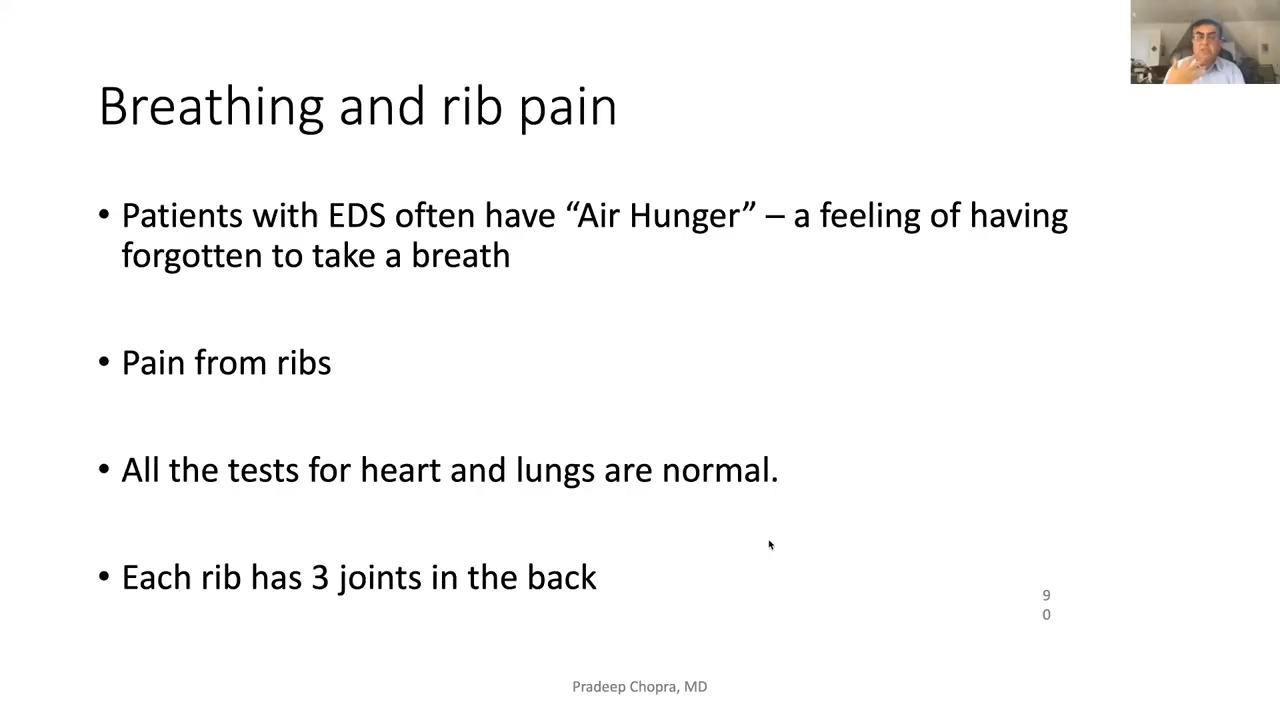 Breathing and rib pain
• Patients with EDS often have “Air Hunger” – a feeling of having
forgotten to take a breath
• Pain from ribs
• All the tests for heart and lungs are normal.
• Each rib has 3 joints in the back
9
0
Pradeep Chopra, MD